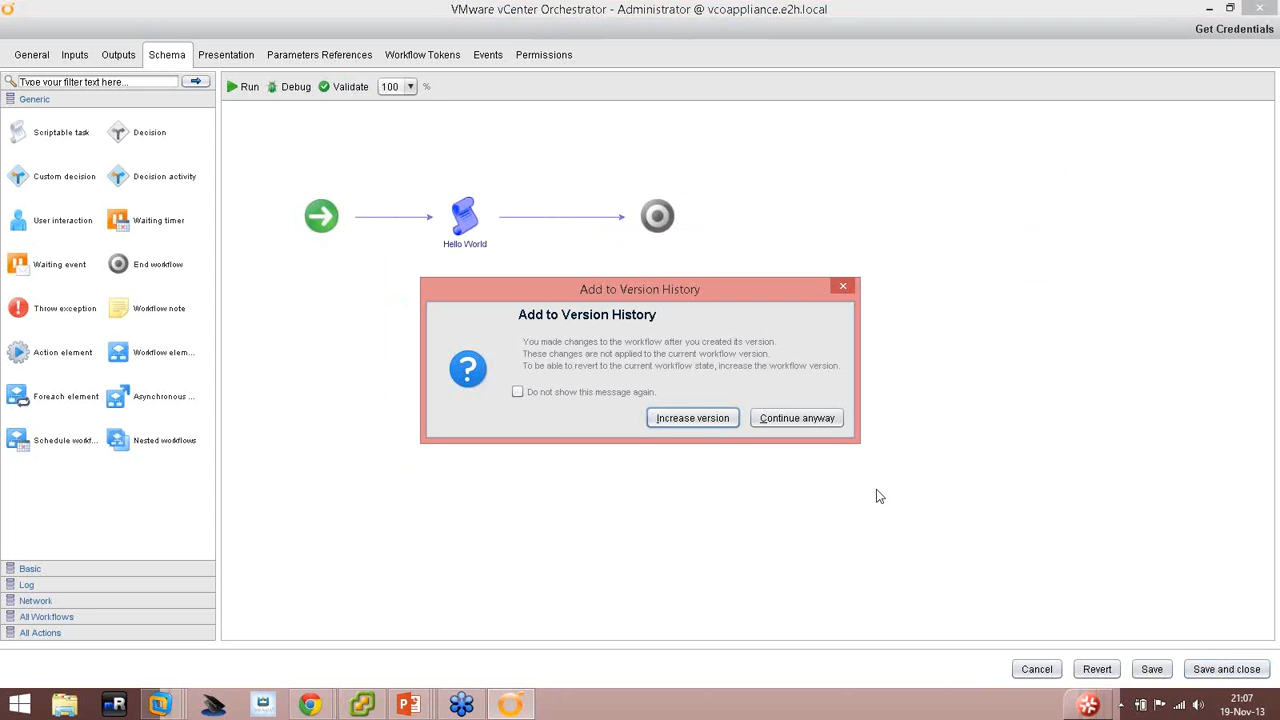 VMware vCenter Orchestrator - Administrator @ vcoappliance.e2h.local
Get Credentials
General Inputs Outputs Schema Presentation Parameters References Workflow Tokens Events Permissions
Type your filter text here...
Run Debug Validate 100 %
Generic
Scriptable task Decision
Custom decision Decision activity
User interaction Waiting timer
Waiting event End workflow
Throw exception Workflow note
Action element Workflow elem...
Foreach element Asynchronous ...
Schedule workf... Nested workflows
Hello World
Add to Version History
Add to Version History
You made changes to the workflow after you created its version.
These changes are not applied to the current workflow version.
To be able to revert to the current workflow state, increase the workflow version.
Do not show this message again.
Increase version Continue anyway
Basic
Log
Network
All Workflows
All Actions
Cancel Revert Save Save and close
21:07
19-Nov-13